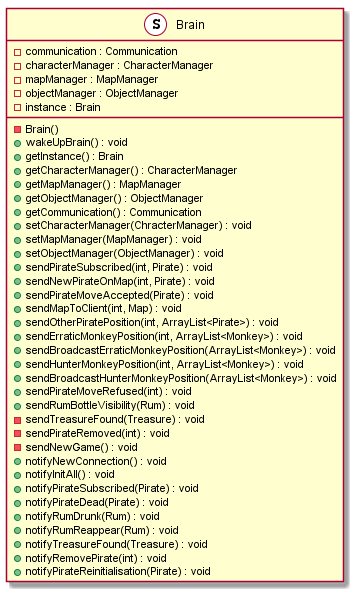 S Brain
communication : Communication
characterManager : CharacterManager
mapManager : MapManager
objectManager : ObjectManager
instance : Brain
Brain()
wakeUpBrain() : void
getInstance() : Brain
getCharacterManager() : CharacterManager
getMapManager() : MapManager
getObjectManager() : ObjectManager
getCommunication() : Communication
setCharacterManager(ChracterManager) : void
setMapManager(MapManager) : void
setObjectManager(ObjectManager) : void
sendPirateSubscribed(int, Pirate) : void
sendNewPirateOnMap(int, Pirate) : void
sendPirateMoveAccepted(Pirate) : void
sendMapToClient(int, Map) : void
sendOtherPiratePosition(int, ArrayList<Pirate>) : void
sendErraticMonkeyPosition(int, ArrayList<Monkey>) : void
sendBroadcastErraticMonkeyPosition(ArrayList<Monkey>) : void
sendHunterMonkeyPosition(int, ArrayList<Monkey>) : void
sendBroadcastHunterMonkeyPosition(ArrayList<Monkey>) : void
sendPirateMoveRefused(int) : void
sendRumBottleVisibility(Rum) : void
sendTreasureFound(Treasure) : void
sendPirateRemoved(int) : void
sendNewGame() : void
notifyNewConnection() : void
notifyInitAll() : void
notifyPirateSubscribed(Pirate) : void
notifyPirateDead(Pirate) : void
notifyRumDrunk(Rum) : void
notifyRumReappear(Rum) : void
notifyTreasureFound(Treasure) : void
notifyRemovePirate(int) : void
notifyPirateReinitialisation(Pirate) : void